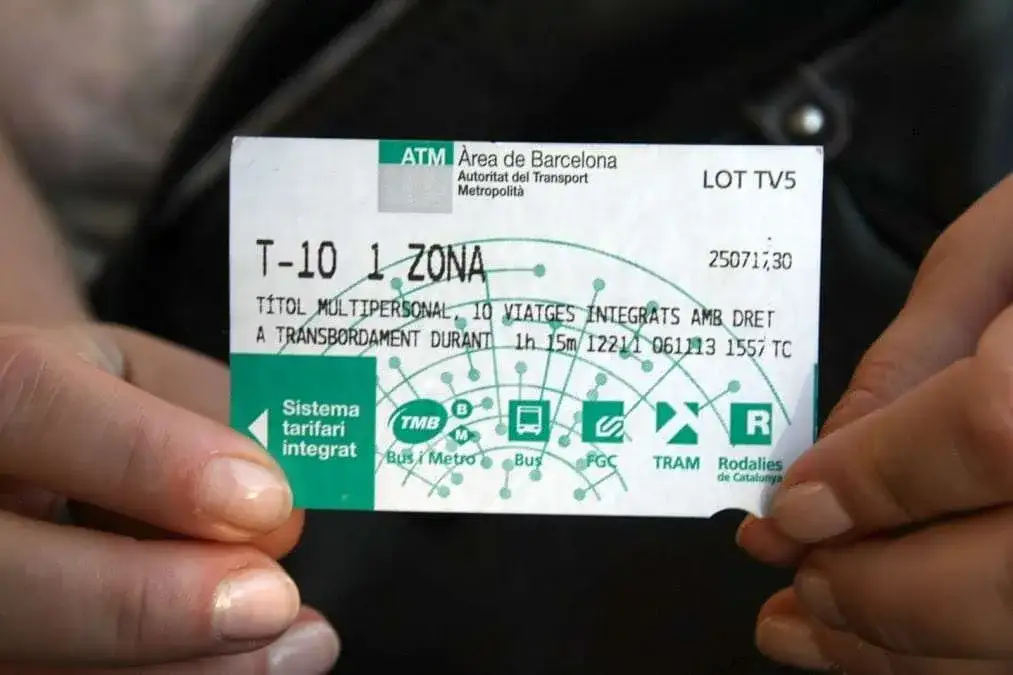 ATM Àrea de Barcelona
Autoritat del Transport
Metropolità
LOT TV5
T-10 1 ZONA
25071730
TÍTOL MULTIPERSONAL, 10 VIATGES INTEGRATS AMB DRET
A TRANSBORDAMENT DURANT 1h 15m 12211 061113 1557 TC
Sistema
tarifari
integrat
TMB B
M
Bus i Metro
Bus
FGC
TRAM
R
Rodalies
de Catalunya